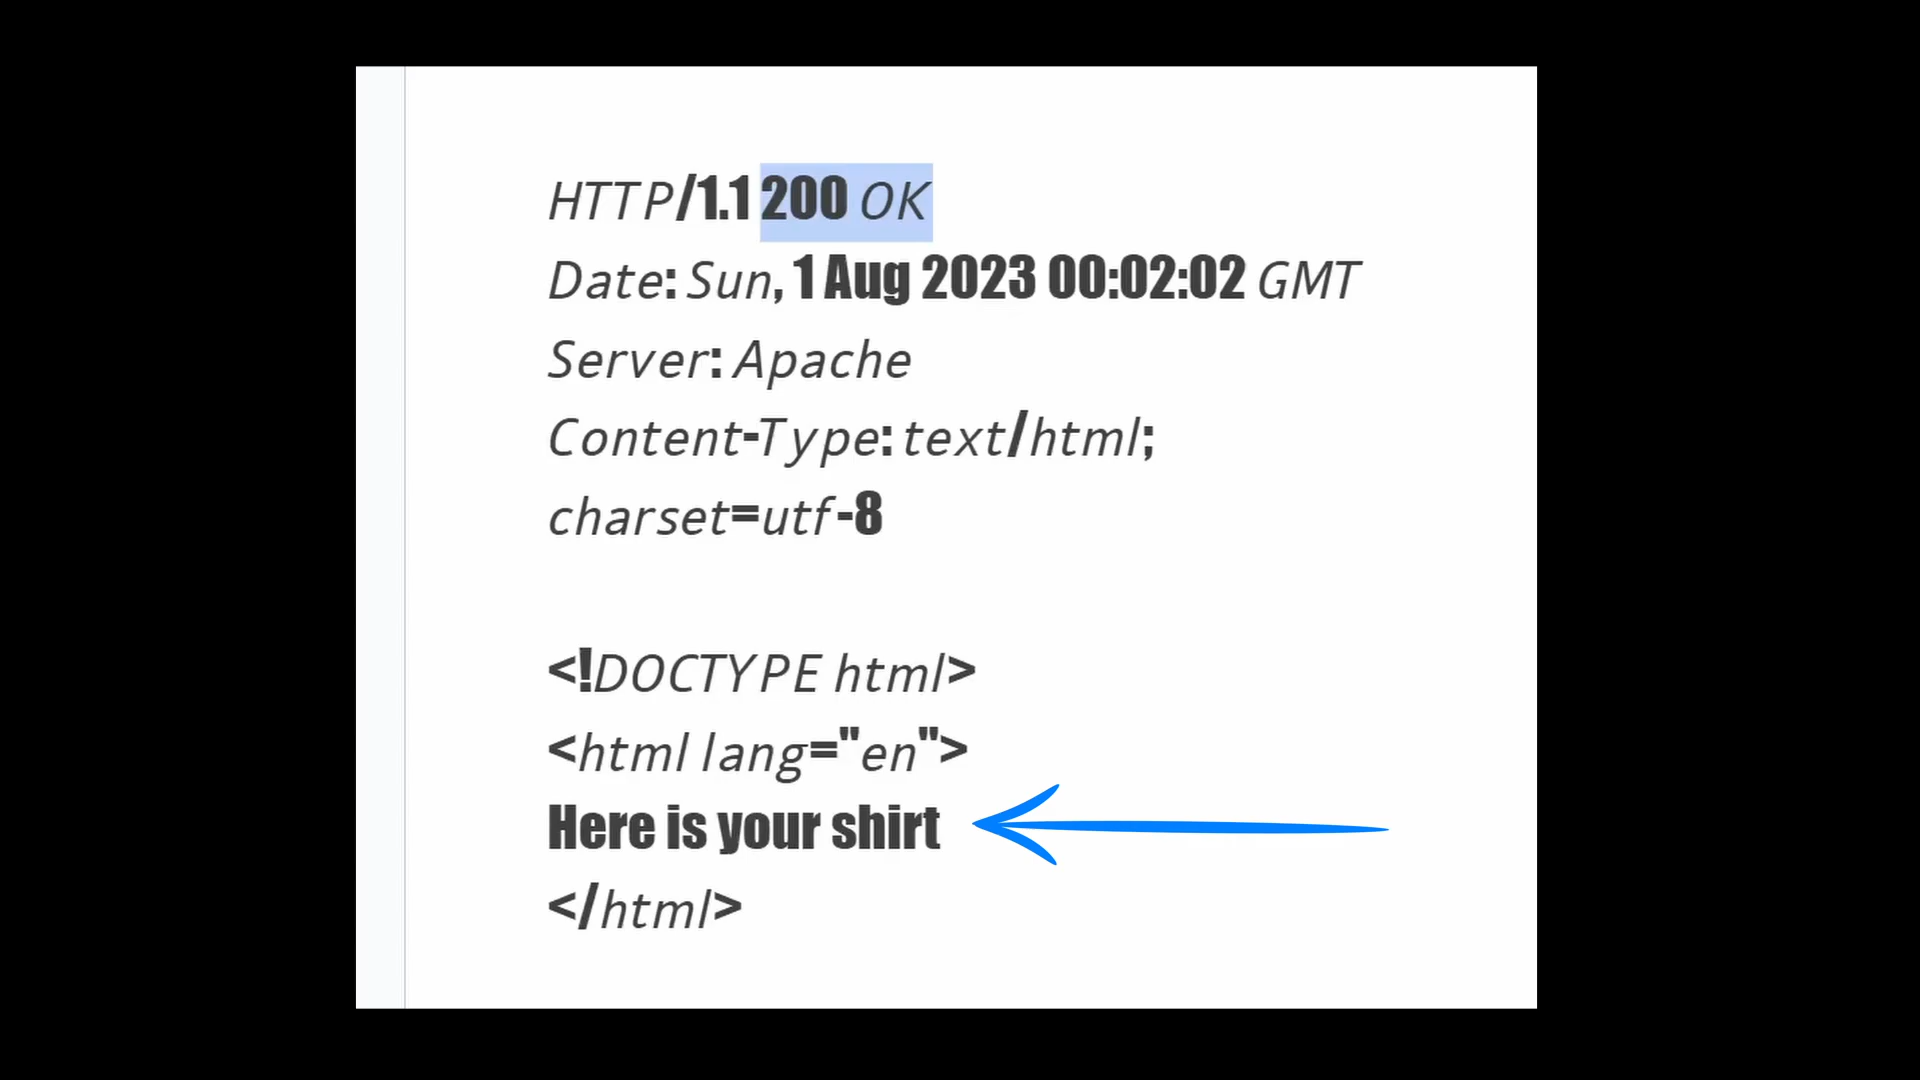 HTTP/1.1 200 OK
Date: Sun, 1 Aug 2023 00:02:02 GMT
Server: Apache
Content-Type: text/html;
charset=utf-8
<!DOCTYPE html>
<html lang="en">
Here is your shirt
</html>